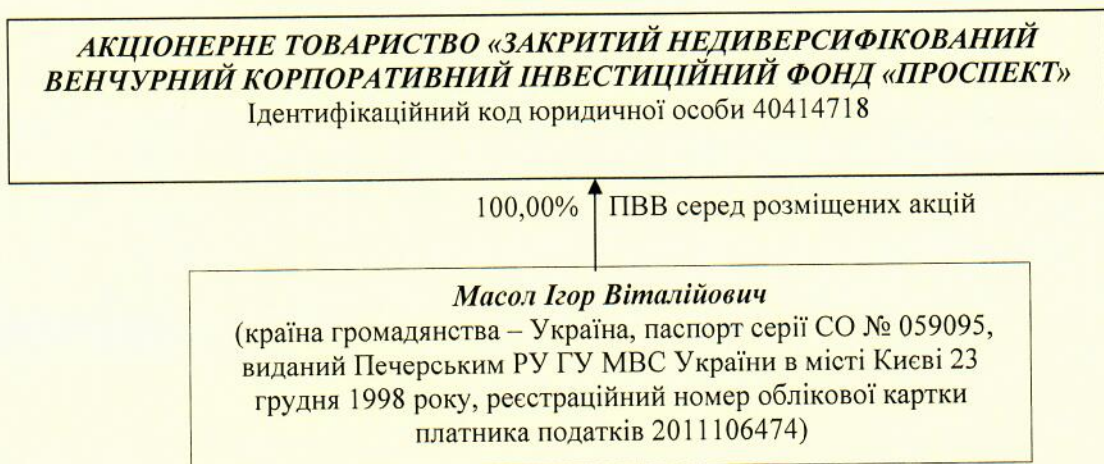 АКЦІОНЕРНЕ ТОВАРИСТВО «ЗАКРИТИЙ НЕДИВЕРСИФІКОВАНИЙ
ВЕНЧУРНИЙ КОРПОРАТИВНИЙ ІНВЕСТИЦІЙНИЙ ФОНД «ПРОСПЕКТ»
Ідентифікаційний код юридичної особи 40414718
100,00% ПВВ серед розміщених акцій
Масол Ігор Віталійович
(країна громадянства – Україна, паспорт серії СО № 059095,
виданий Печерським РУ ГУ МВС України в місті Києві 23
грудня 1998 року, реєстраційний номер облікової картки
платника податків 2011106474)